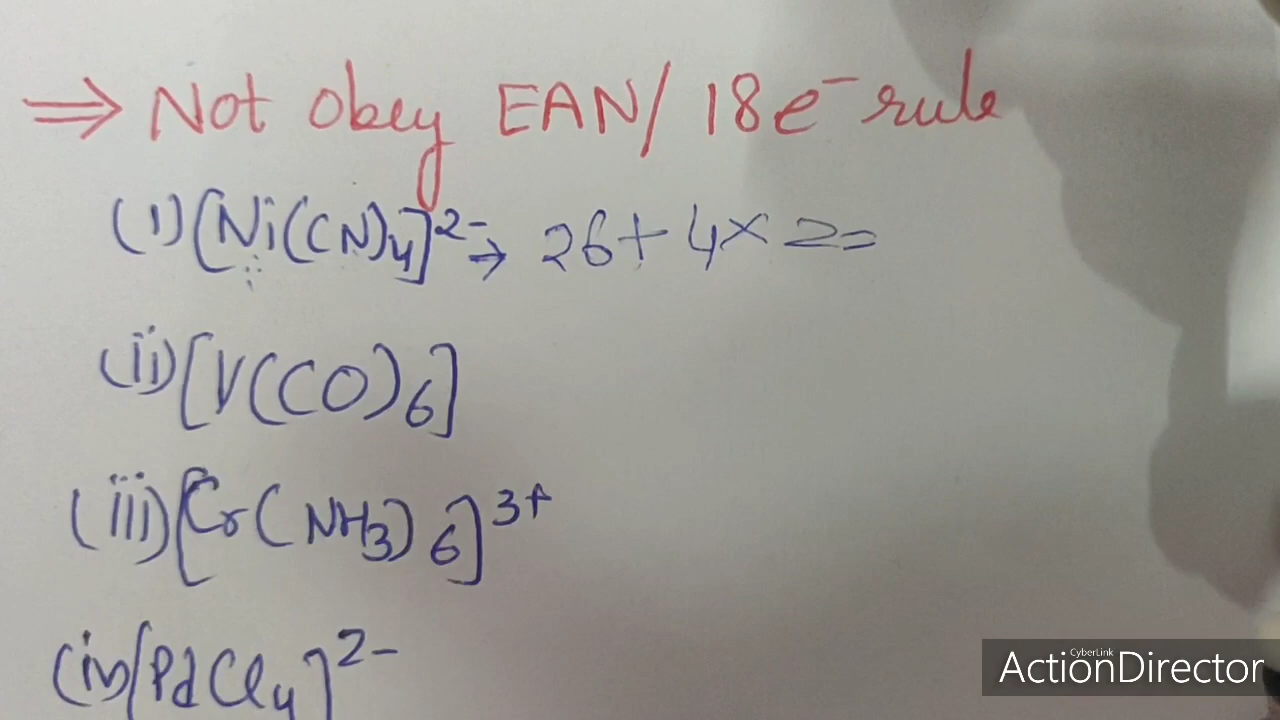 ⇒ Not obey EAN/ 18e⁻ rule
(i) [Ni(CN)₄]²⁻ → 26 + 4 × 2 =
(ii) [V(CO)₆]
(iii) [Cr(NH₃)₆]³⁺
(iv) [PdCl₄]²⁻
CyberLink
ActionDirector